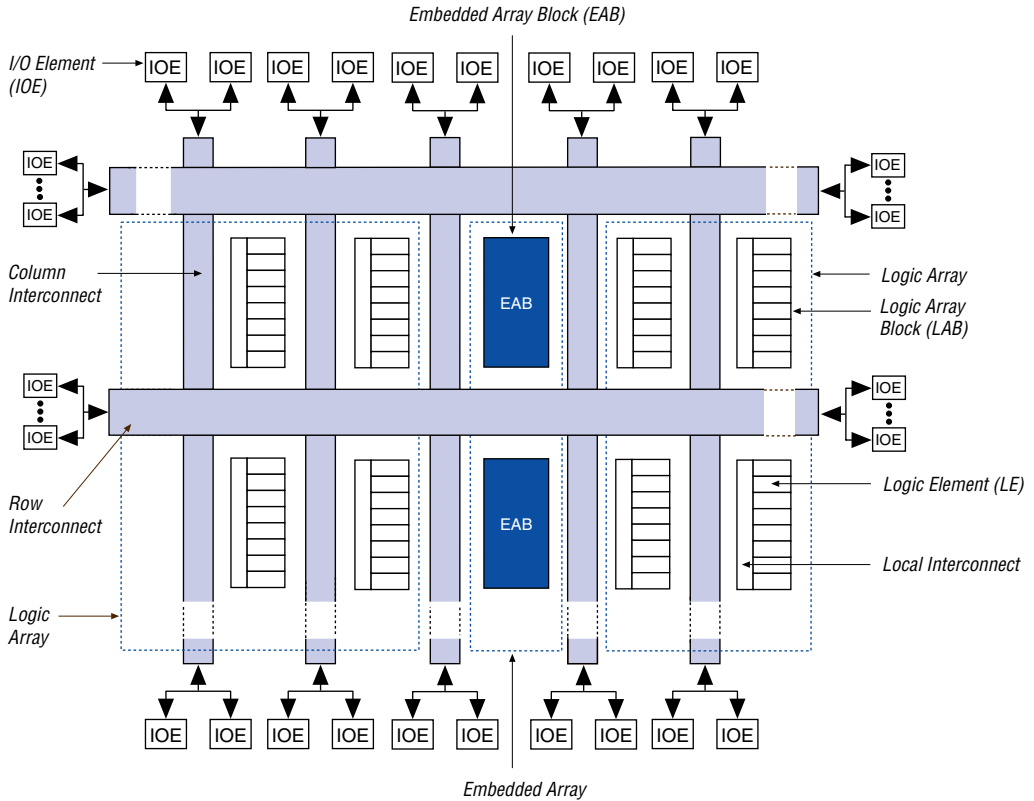 Embedded Array Block (EAB)
I/O Element
(IOE)
IOE IOE IOE IOE IOE IOE IOE IOE IOE IOE
IOE IOE
IOE IOE
Column
Interconnect
EAB
Logic Array
Logic Array
Block (LAB)
IOE IOE
IOE IOE
Row
Interconnect
EAB
Logic Element (LE)
Local Interconnect
Logic
Array
IOE IOE IOE IOE IOE IOE IOE IOE IOE IOE
Embedded Array